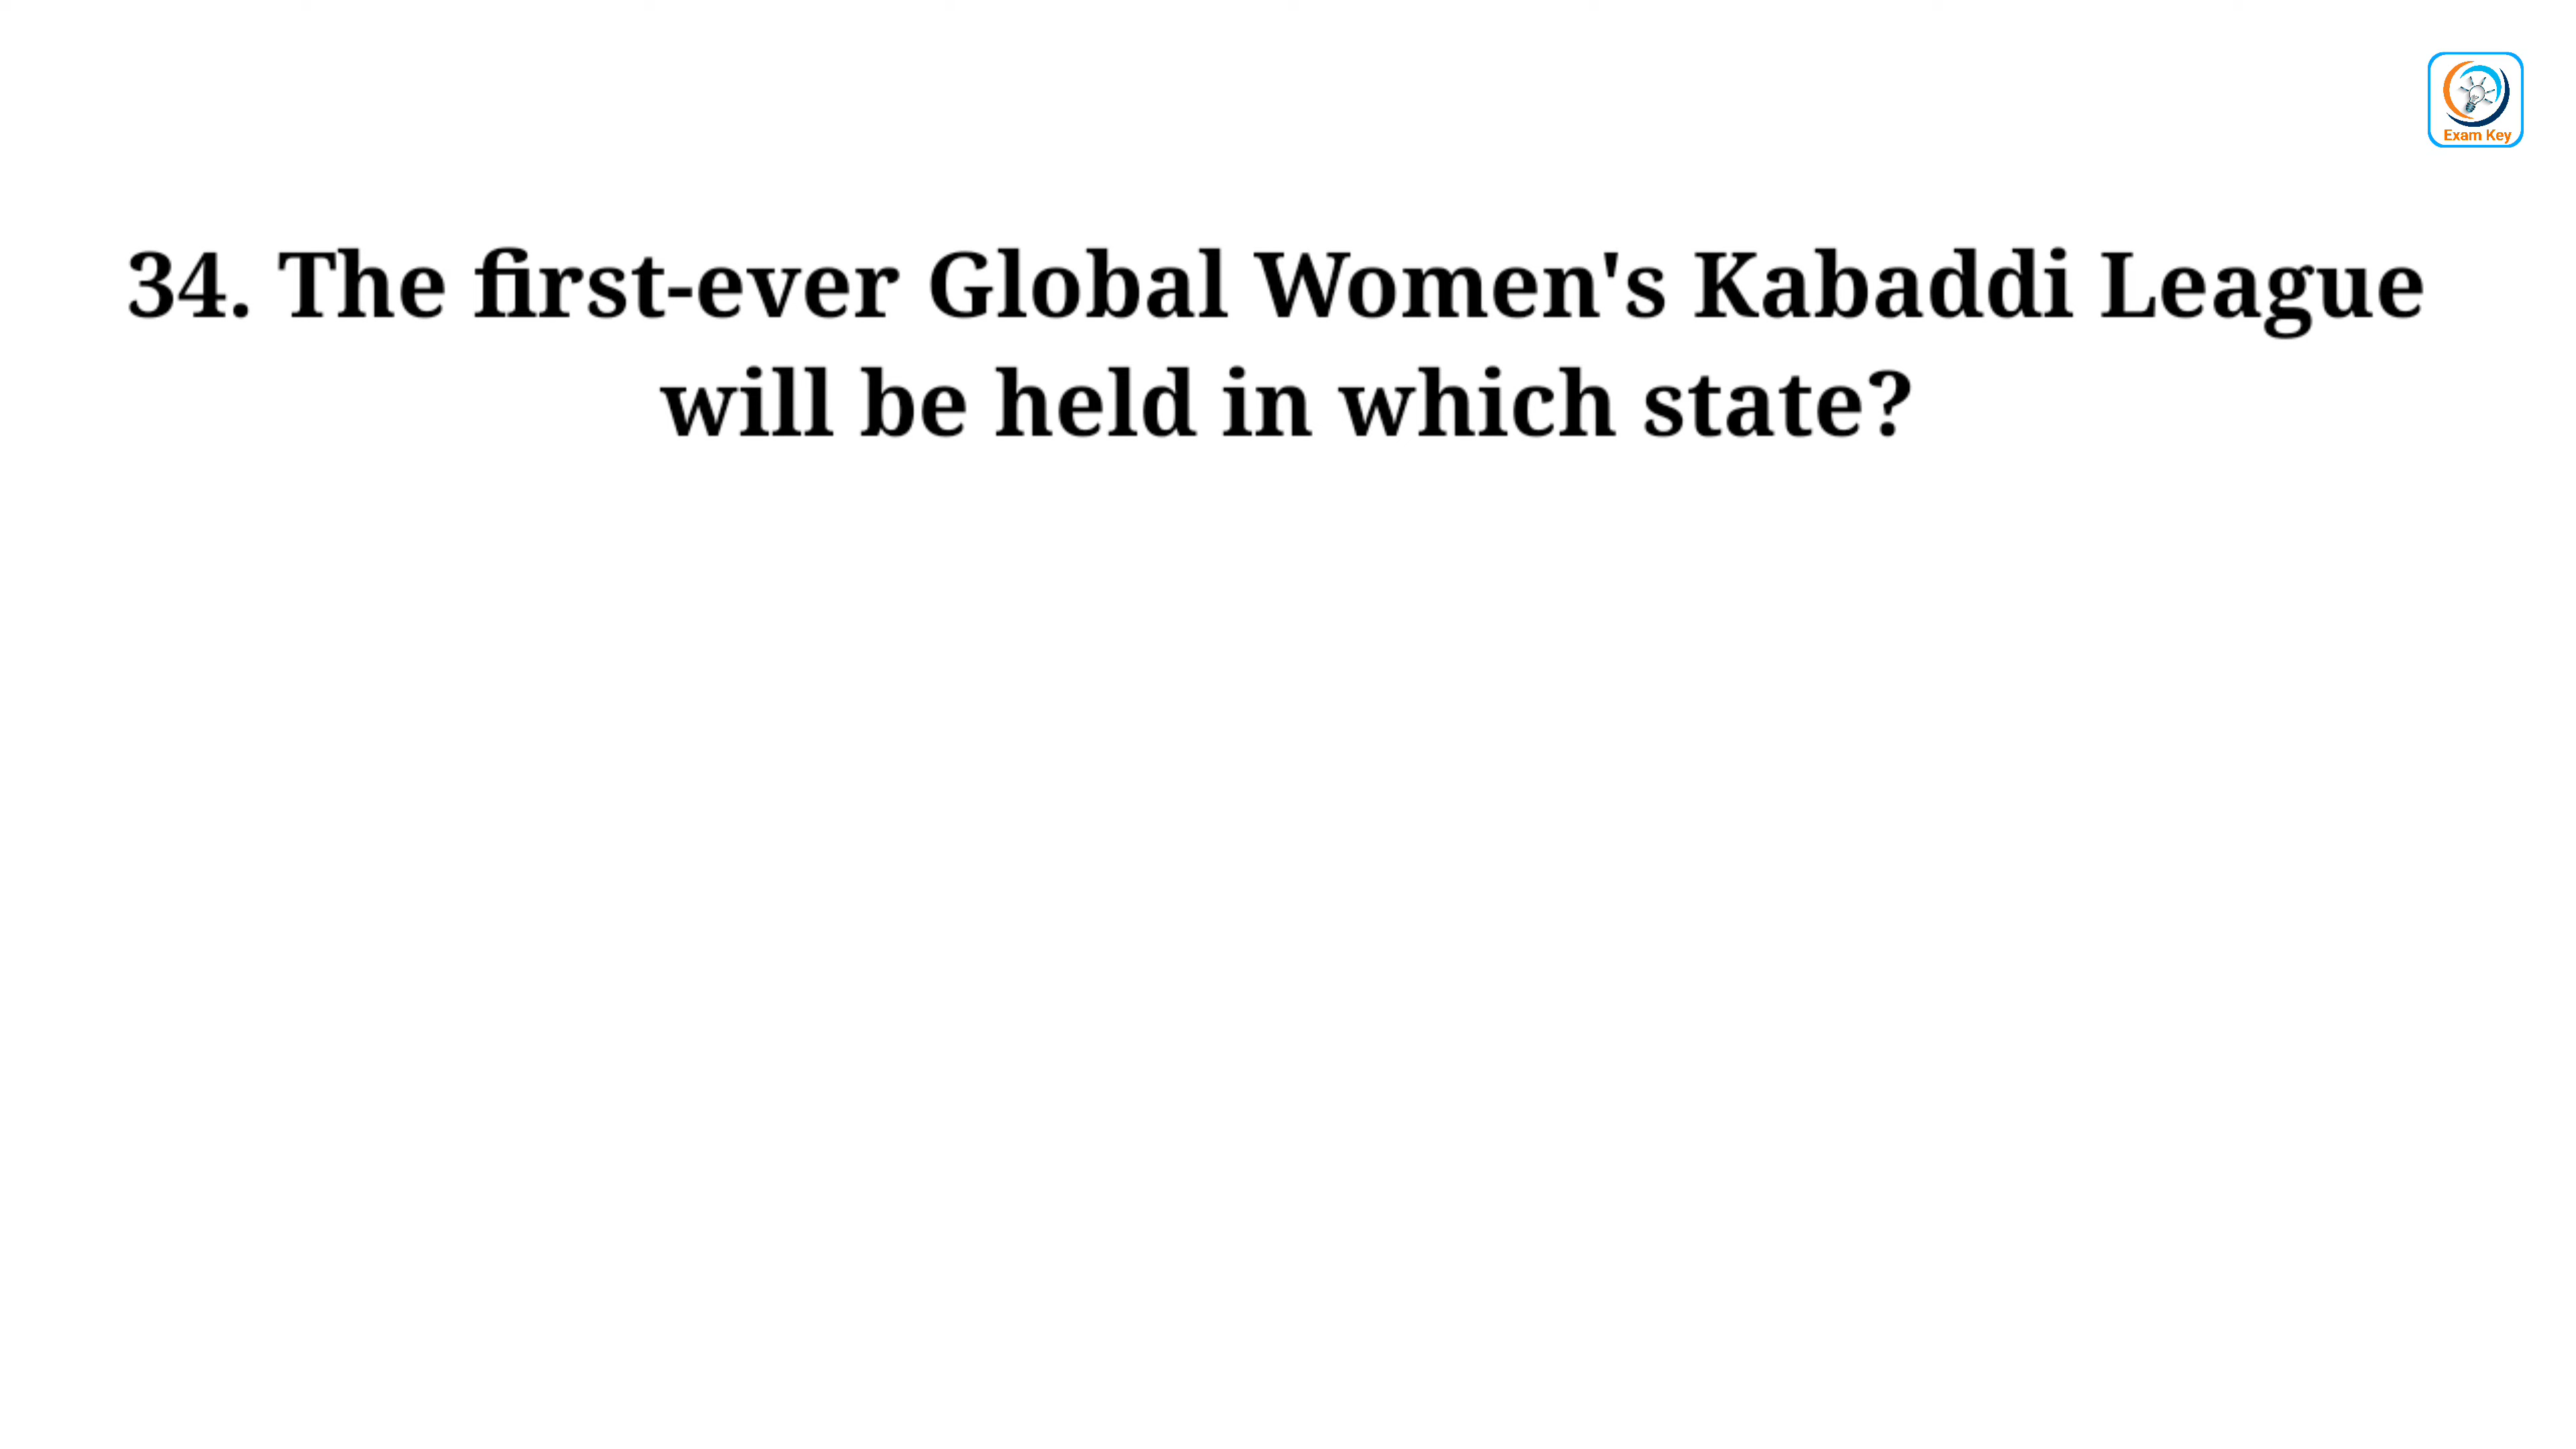 Exam Key
34. The first-ever Global Women's Kabaddi League
will be held in which state?